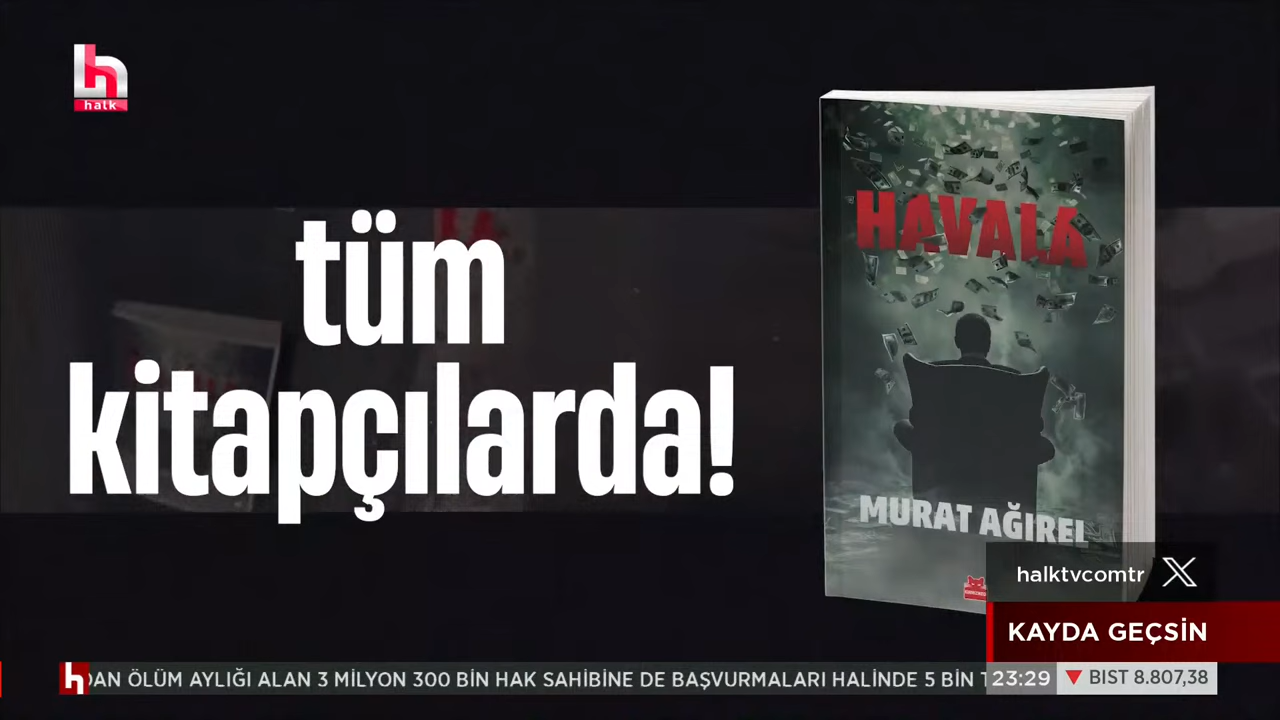 halk
tüm
kitapçılarda!
HAVALA
MURAT AĞIREL
halktvcomtr
KAYDA GEÇSİN
DAN ÖLÜM AYLIĞI ALAN 3 MİLYON 300 BİN HAK SAHİBİNE DE BAŞVURMALARI HALİNDE 5 BİN T
23:29
BIST 8.807,38